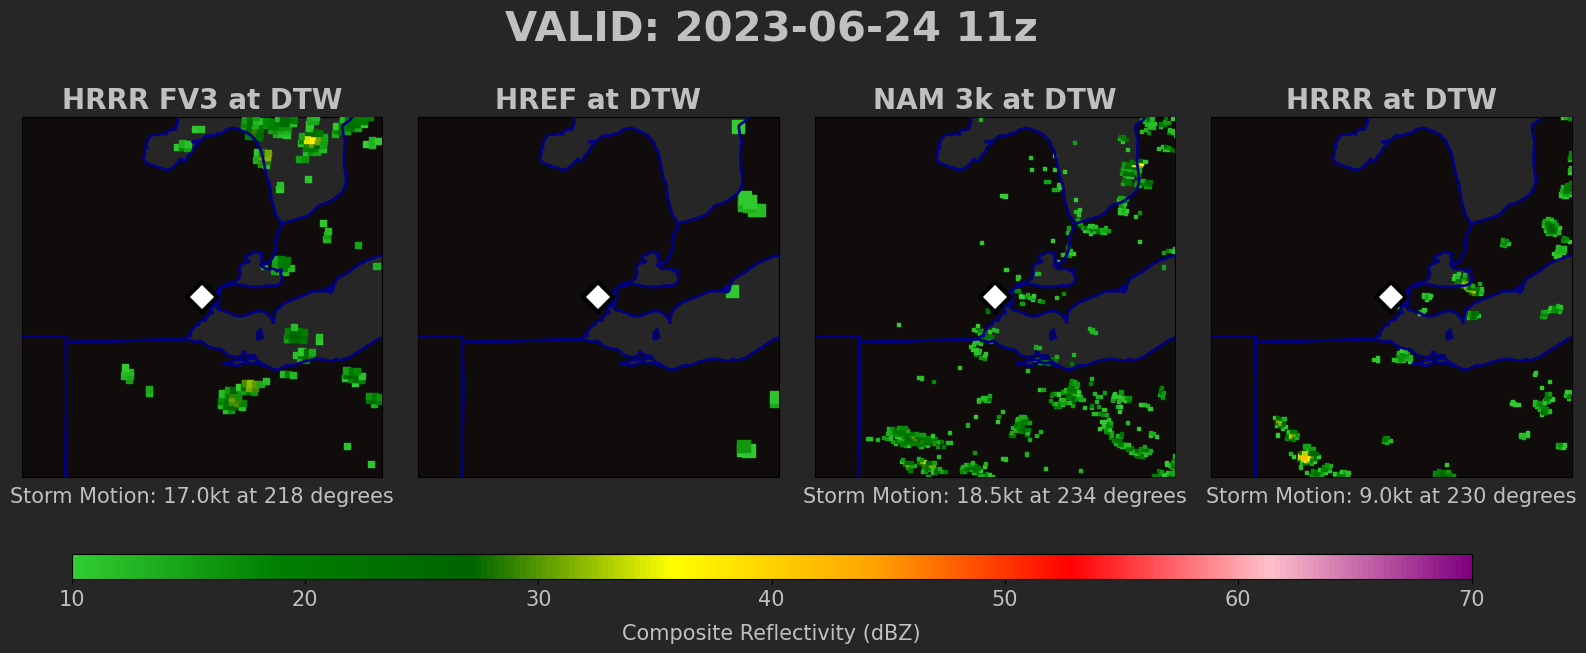 VALID: 2023-06-24 11z
HRRR FV3 at DTW
HREF at DTW
NAM 3k at DTW
HRRR at DTW
Storm Motion: 17.0kt at 218 degrees
Storm Motion: 18.5kt at 234 degrees
Storm Motion: 9.0kt at 230 degrees
10 20 30 40 50 60 70
Composite Reflectivity (dBZ)